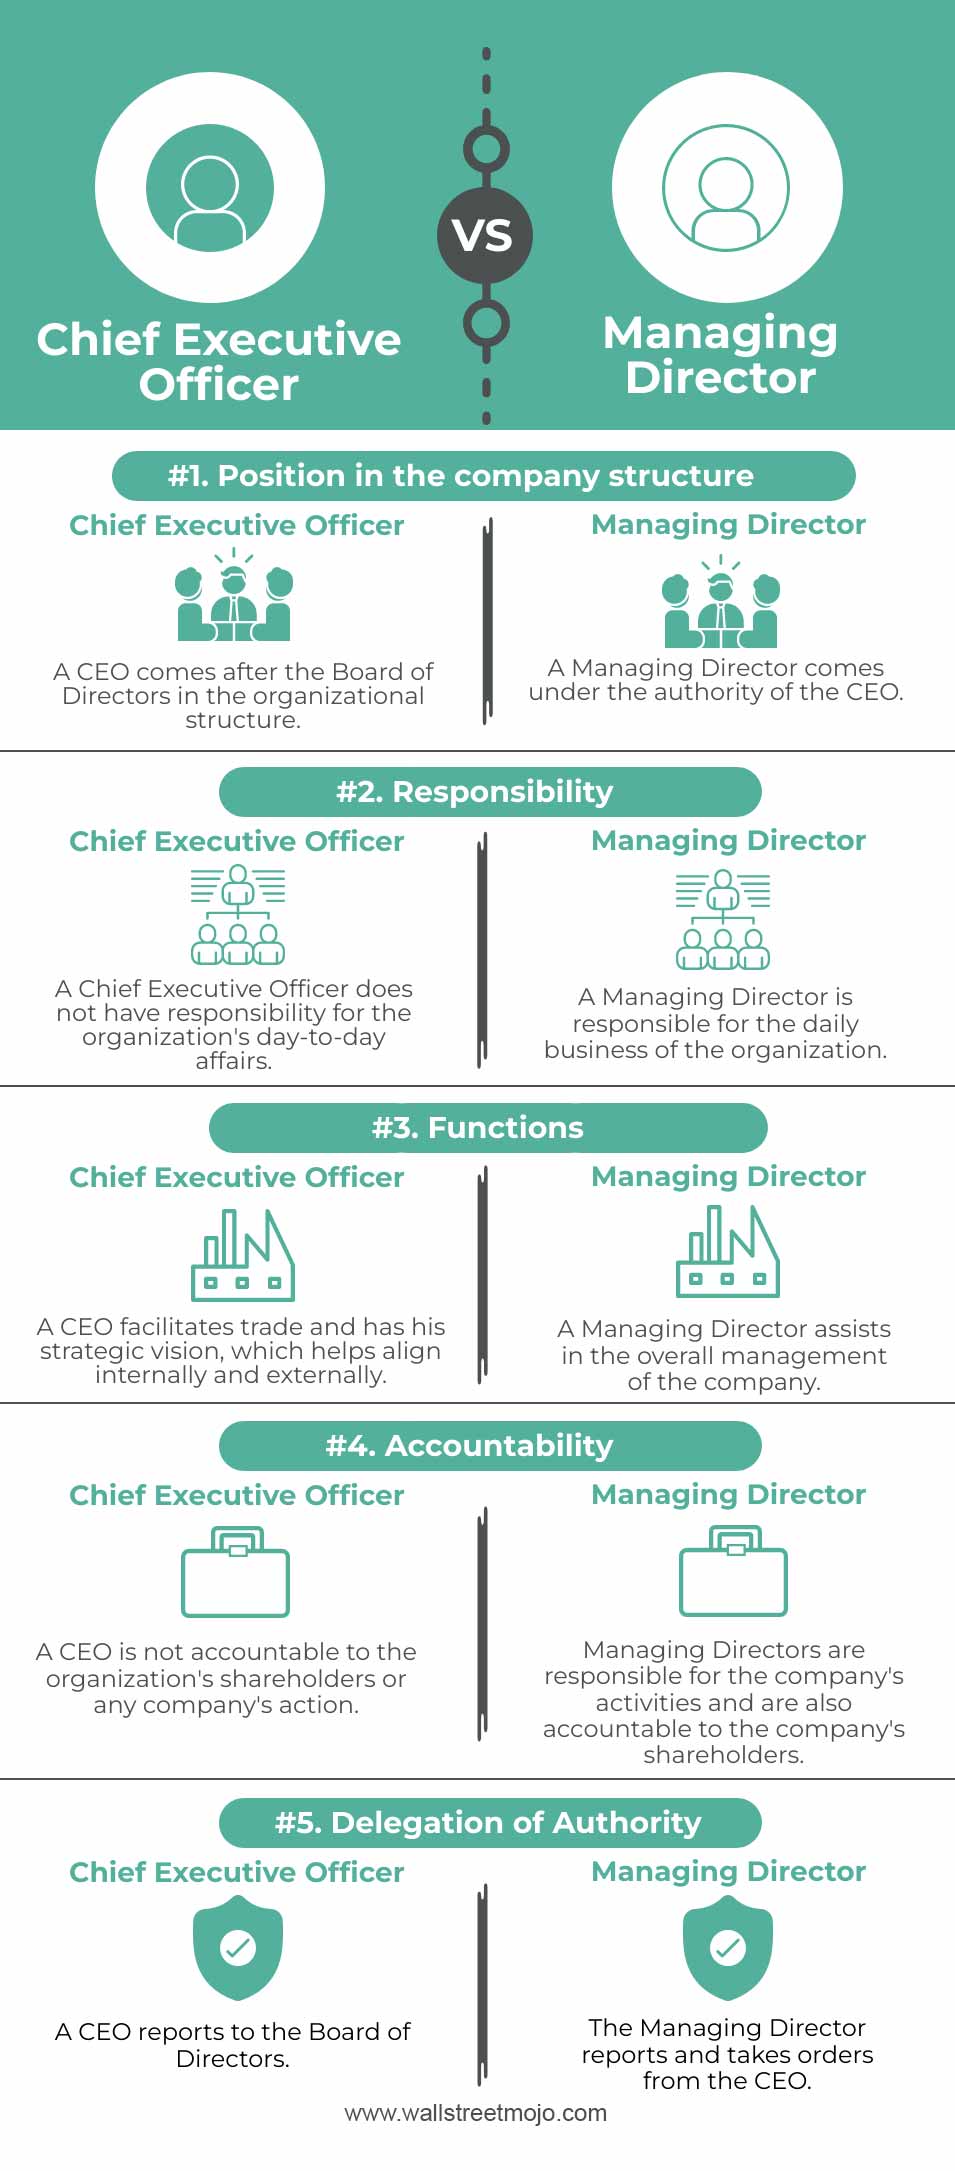 VS
Chief Executive
Officer
Managing
Director
#1. Position in the company structure
Chief Executive Officer
A CEO comes after the Board of
Directors in the organizational
structure.
Managing Director
A Managing Director comes
under the authority of the CEO.
#2. Responsibility
Chief Executive Officer
A Chief Executive Officer does
not have responsibility for the
organization's day-to-day
affairs.
Managing Director
A Managing Director is
responsible for the daily
business of the organization.
#3. Functions
Chief Executive Officer
A CEO facilitates trade and has his
strategic vision, which helps align
internally and externally.
Managing Director
A Managing Director assists
in the overall management
of the company.
#4. Accountability
Chief Executive Officer
A CEO is not accountable to the
organization's shareholders or
any company's action.
Managing Director
Managing Directors are
responsible for the company's
activities and are also
accountable to the company's
shareholders.
#5. Delegation of Authority
Chief Executive Officer
A CEO reports to the Board of
Directors.
Managing Director
The Managing Director
reports and takes orders
from the CEO.
www.wallstreetmojo.com